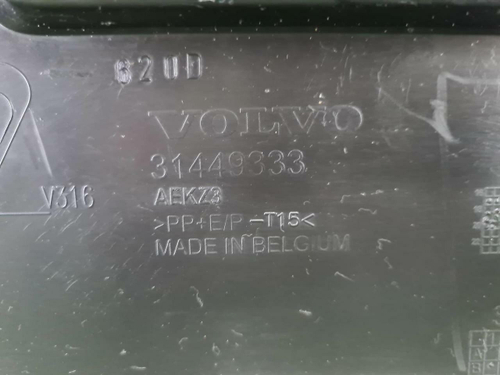 62UD
VOLVO
31449333
V316
AEKZ3
>PP+E/P-T15<
MADE IN BELGIUM